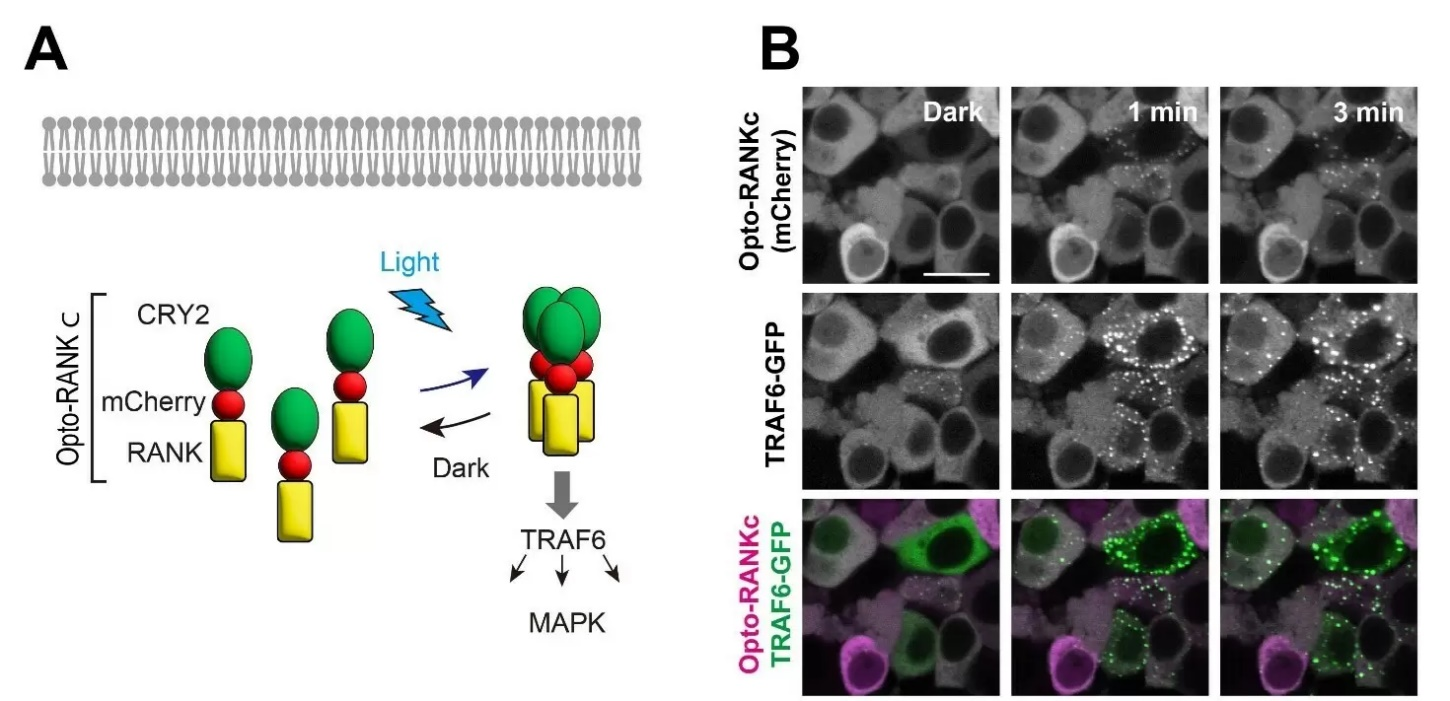 A
Light
CRY2
mCherry
RANK
Opto-RANK c
Dark
TRAF6
MAPK
B
Dark
1 min
3 min
Opto-RANKc
(mCherry)
TRAF6-GFP
Opto-RANKc
TRAF6-GFP